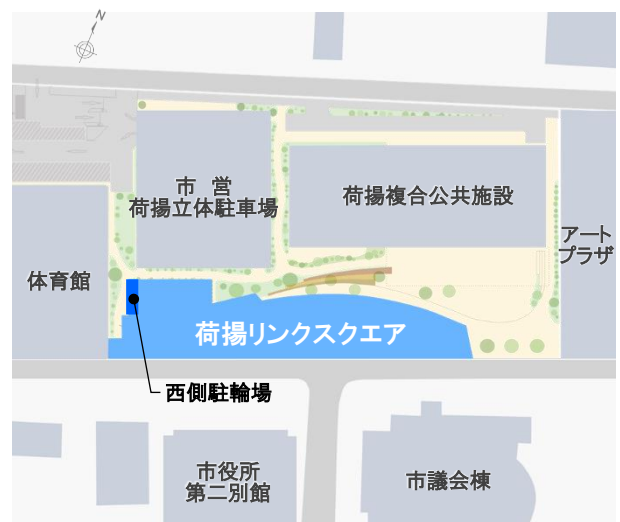 N
市 営
荷揚立体駐車場
荷揚複合公共施設
アート
プラザ
体育館
荷揚リンクスクエア
西側駐輪場
市役所
第二別館
市議会棟